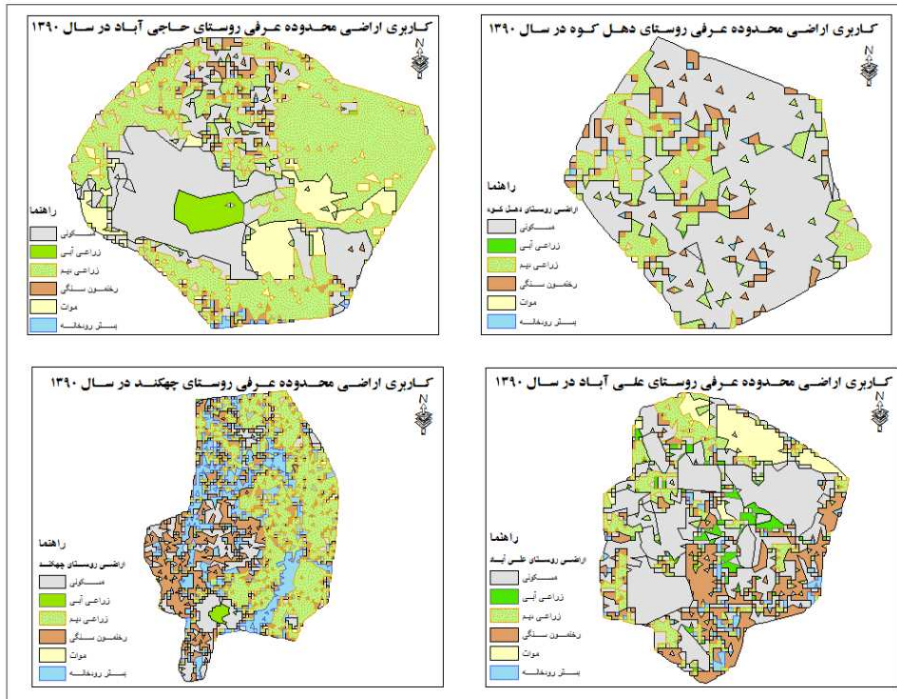 کاربری اراضی محدوده عرفی روستای دهل کوه در سال ۱۳۹۰
N
راهنما
اراضی روستای دهل کوه
مسکونی
زراعی آبی
زراعی دیم
رخنمون سنگی
موات
بستر رودخانه
کاربری اراضی محدوده عرفی روستای حاجی آباد در سال ۱۳۹۰
N
راهنما
مسکونی
زراعی آبی
زراعی دیم
رخنمون سنگی
موات
بستر رودخانه
کاربری اراضی محدوده عرفی روستای علی آباد در سال ۱۳۹۰
N
راهنما
اراضی روستای علی آباد
مسکونی
زراعی آبی
زراعی دیم
رخنمون سنگی
موات
بستر رودخانه
کاربری اراضی محدوده عرفی روستای چهکند در سال ۱۳۹۰
N
راهنما
اراضی روستای چهکند
مسکونی
زراعی آبی
زراعی دیم
رخنمون سنگی
موات
بستر رودخانه